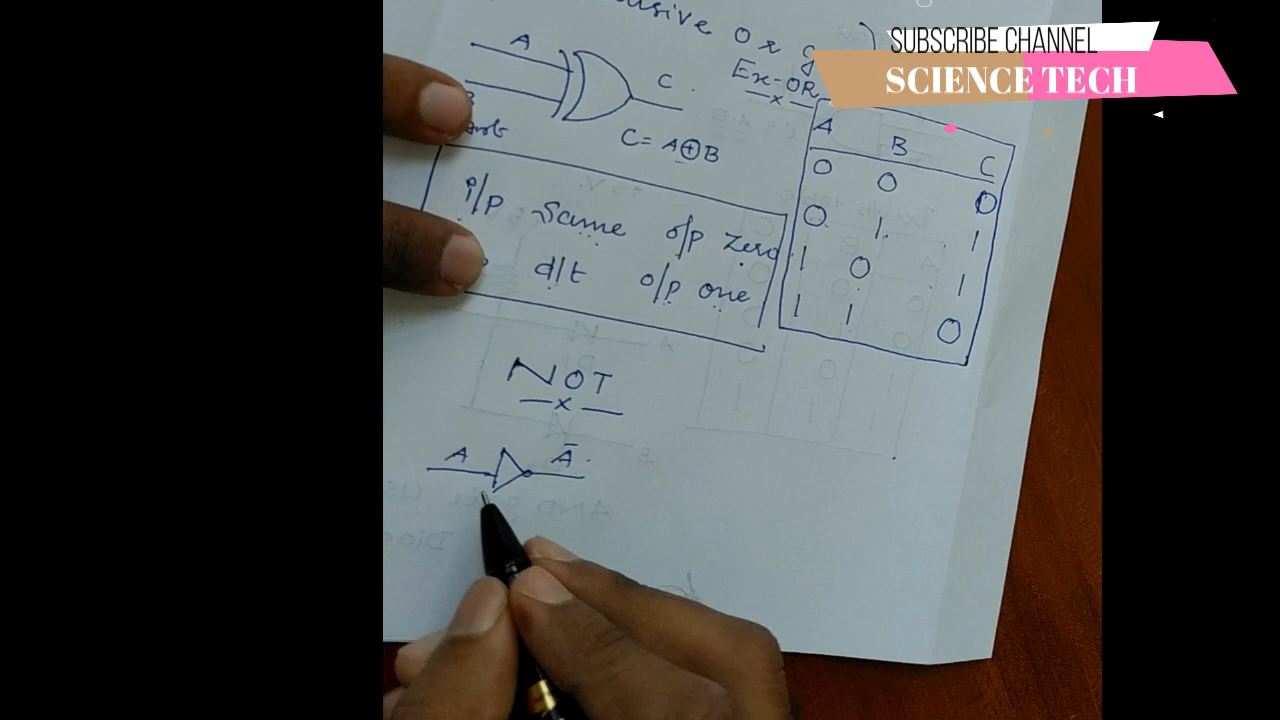 Or
SUBSCRIBE CHANNEL
SCIENCE TECH
Ex-OR
A
C
C = A⊕B
A B C
0 0 0
0 1 1
1 0 1
1 1 0
i/p Same o/p Zero
d/t o/p one
NOT
A Ā